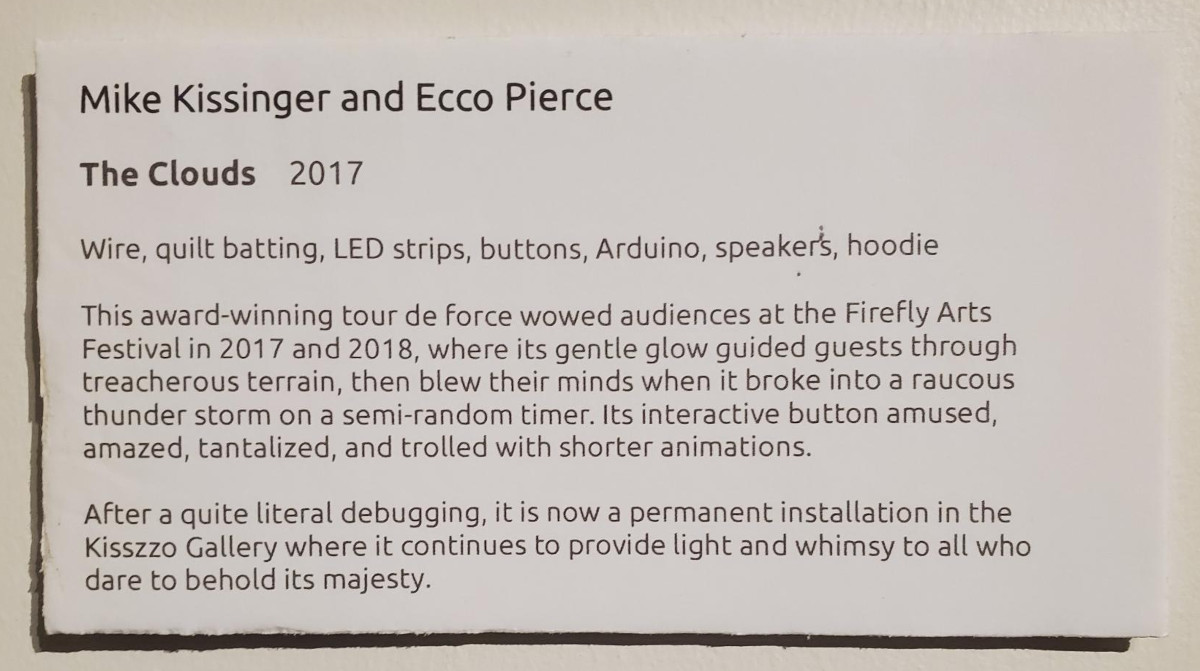 Mike Kissinger and Ecco Pierce
The Clouds 2017
Wire, quilt batting, LED strips, buttons, Arduino, speakers, hoodie
This award-winning tour de force wowed audiences at the Firefly Arts
Festival in 2017 and 2018, where its gentle glow guided guests through
treacherous terrain, then blew their minds when it broke into a raucous
thunder storm on a semi-random timer. Its interactive button amused,
amazed, tantalized, and trolled with shorter animations.
After a quite literal debugging, it is now a permanent installation in the
Kisszzo Gallery where it continues to provide light and whimsy to all who
dare to behold its majesty.